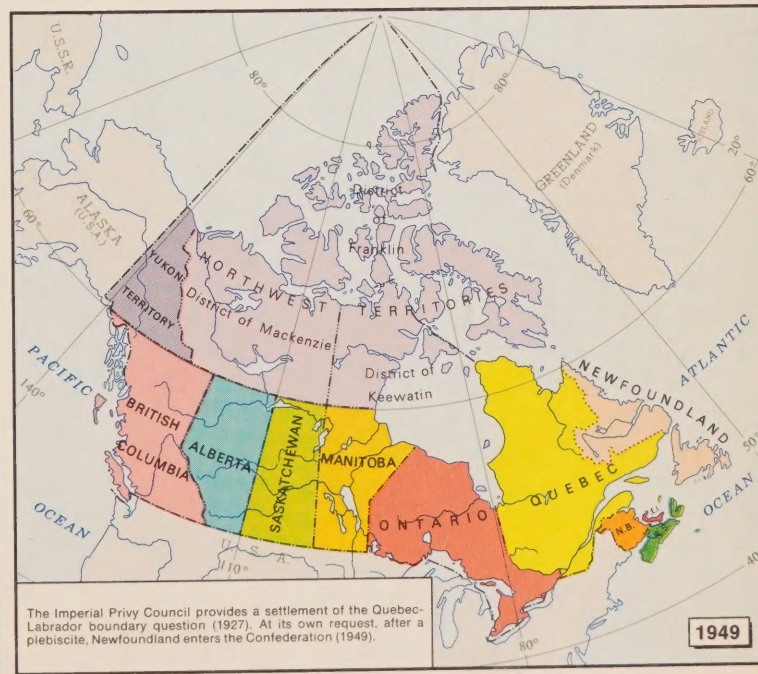 U.S.S.R.
80°
80°
ISLAND
20°
60°
GREENLAND
(Denmark)
ALASKA
(U.S.A.)
60°
District
of
Franklin
YUKON
TERRITORY
NORTHWEST TERRITORIES
District of Mackenzie
District of
Keewatin
PACIFIC
OCEAN
140°
ATLANTIC
OCEAN
NEWFOUNDLAND
50°
BRITISH
COLUMBIA
ALBERTA
SASKATCHEWAN
MANITOBA
ONTARIO
QUEBEC
N.B.
U.S.A.
110°
80°
40
The Imperial Privy Council provides a settlement of the Quebec-
Labrador boundary question (1927). At its own request, after a
plebiscite, Newfoundland enters the Confederation (1949).
1949